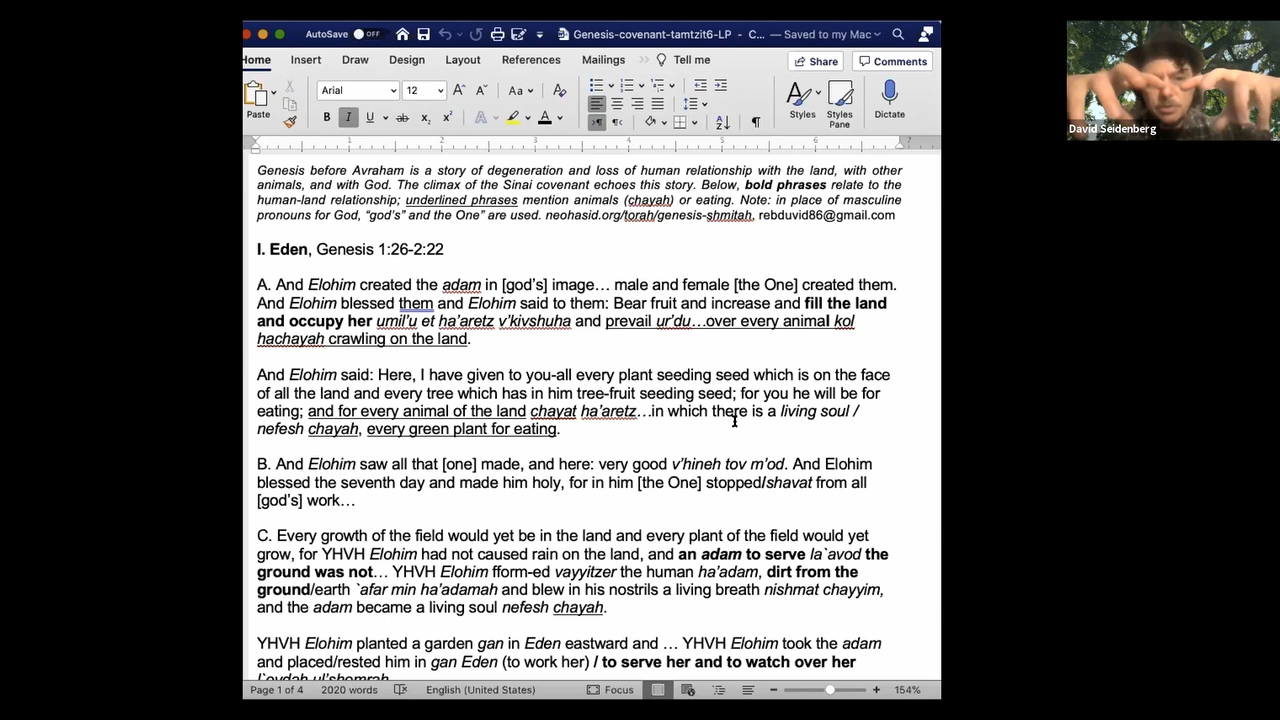 AutoSave OFF Genesis-covenant-tamtzit6-LP - C... — Saved to my Mac
Home Insert Draw Design Layout References Mailings Tell me Share Comments
Arial 12 Aa
Paste B I U ab x₂ x² A A Styles Styles Pane Dictate
1 2 3 4 5 6 7
Genesis before Avraham is a story of degeneration and loss of human relationship with the land, with other
animals, and with God. The climax of the Sinai covenant echoes this story. Below, bold phrases relate to the
human-land relationship; underlined phrases mention animals (chayah) or eating. Note: in place of masculine
pronouns for God, “god’s” and the One” are used. neohasid.org/torah/genesis-shmitah, rebduvid86@gmail.com
I. Eden, Genesis 1:26-2:22
A. And Elohim created the adam in [god’s] image… male and female [the One] created them.
And Elohim blessed them and Elohim said to them: Bear fruit and increase and fill the land
and occupy her umil’u et ha’aretz v’kivshuha and prevail ur’du…over every animal kol
hachayah crawling on the land.
And Elohim said: Here, I have given to you-all every plant seeding seed which is on the face
of all the land and every tree which has in him tree-fruit seeding seed; for you he will be for
eating; and for every animal of the land chayat ha’aretz…in which there is a living soul /
nefesh chayah, every green plant for eating.
B. And Elohim saw all that [one] made, and here: very good v’hineh tov m’od. And Elohim
blessed the seventh day and made him holy, for in him [the One] stopped/shavat from all
[god’s] work…
C. Every growth of the field would yet be in the land and every plant of the field would yet
grow, for YHVH Elohim had not caused rain on the land, and an adam to serve la`avod the
ground was not… YHVH Elohim fform-ed vayyitzer the human ha’adam, dirt from the
ground/earth `afar min ha’adamah and blew in his nostrils a living breath nishmat chayyim,
and the adam became a living soul nefesh chayah.
YHVH Elohim planted a garden gan in Eden eastward and … YHVH Elohim took the adam
and placed/rested him in gan Eden (to work her) / to serve her and to watch over her
l`ovdah ul’shomrah
Page 1 of 4 2020 words English (United States) Focus 154%
David Seidenberg